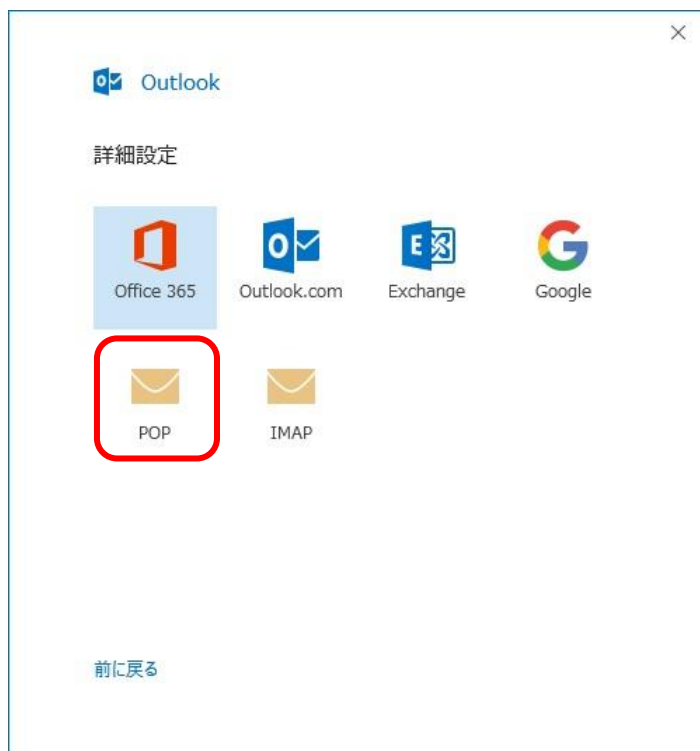 Outlook
詳細設定
Office 365
Outlook.com
Exchange
Google
POP
IMAP
前に戻る